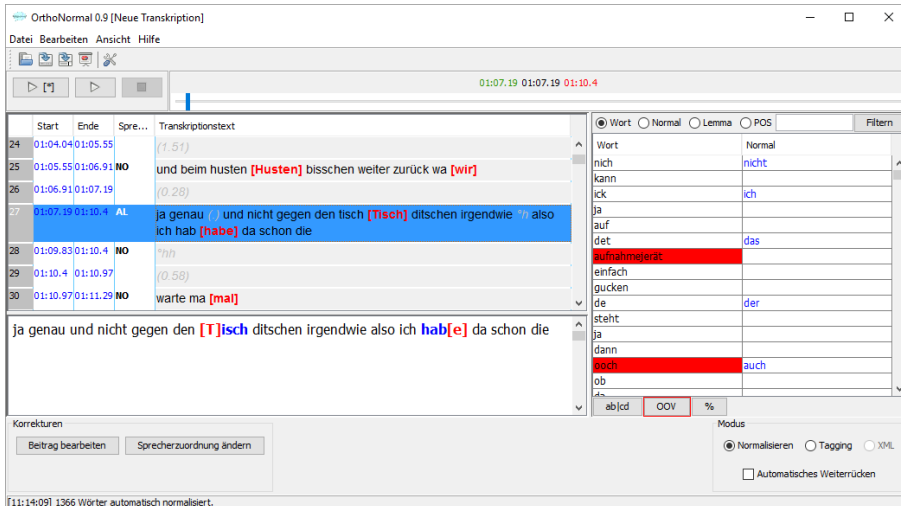 OrthoNormal 0.9 [Neue Transkription]
Datei Bearbeiten Ansicht Hilfe
[*]
01:07.19 01:07.19 01:10.4
Start Ende Spre... Transkriptionstext
24 01:04.04 01:05.55 (1.51)
25 01:05.55 01:06.91 NO und beim husten [Husten] bisschen weiter zurück wa [wir]
26 01:06.91 01:07.19 (0.28)
27 01:07.19 01:10.4 AL ja genau ( ) und nicht gegen den tisch [Tisch] ditschen irgendwie °h also
ich hab [habe] da schon die
28 01:09.83 01:10.4 NO °hh
29 01:10.4 01:10.97 (0.58)
30 01:10.97 01:11.29 NO warte ma [mal]
ja genau und nicht gegen den [T]isch ditschen irgendwie also ich hab[e] da schon die
Wort Normal Lemma POS Filtern
Wort Normal
nich nicht
kann
ick ich
ja
auf
det das
aufnahmejerät
einfach
gucken
de der
steht
ja
dann
ooch auch
ob
da
ab|cd OOV %
Korrekturen
Beitrag bearbeiten Sprecherzuordnung ändern
Modus
Normalisieren Tagging XML
Automatisches Weiterrücken
[11:14:09] 1366 Wörter automatisch normalisiert.